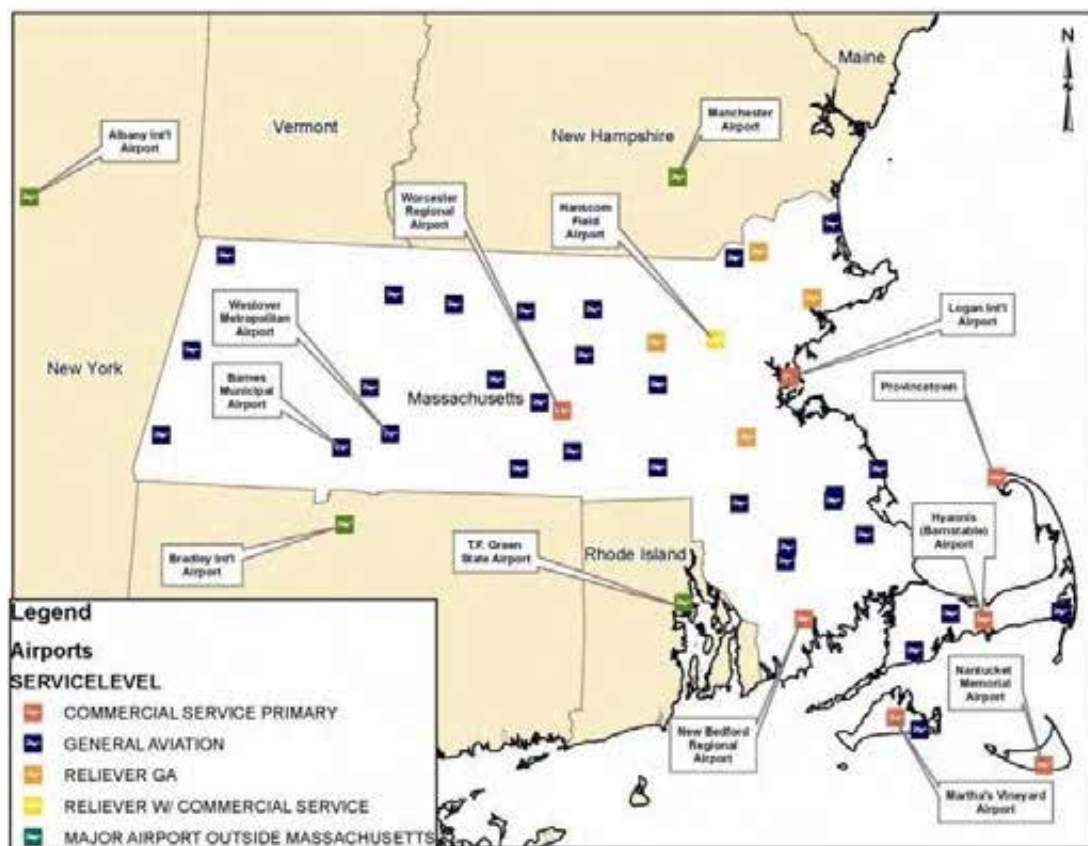 Maine
N
Manchester
Airport
Albany Int'l
Airport
Vermont
New Hampshire
Worcester
Regional
Airport
Hanscom
Field
Airport
Westover
Metropolitan
Airport
Logan Int'l
Airport
New York
Provincetown
Barnes
Municipal
Airport
Massachusetts
Hyannis
(Barnstable)
Airport
T.F. Green
State Airport
Rhode Island
Bradley Int'l
Airport
Nantucket
Memorial
Airport
New Bedford
Regional
Airport
Martha's Vineyard
Airport
Legend
Airports
SERVICELEVEL
COMMERCIAL SERVICE PRIMARY
GENERAL AVIATION
RELIEVER GA
RELIEVER W/ COMMERCIAL SERVICE
MAJOR AIRPORT OUTSIDE MASSACHUSETTS